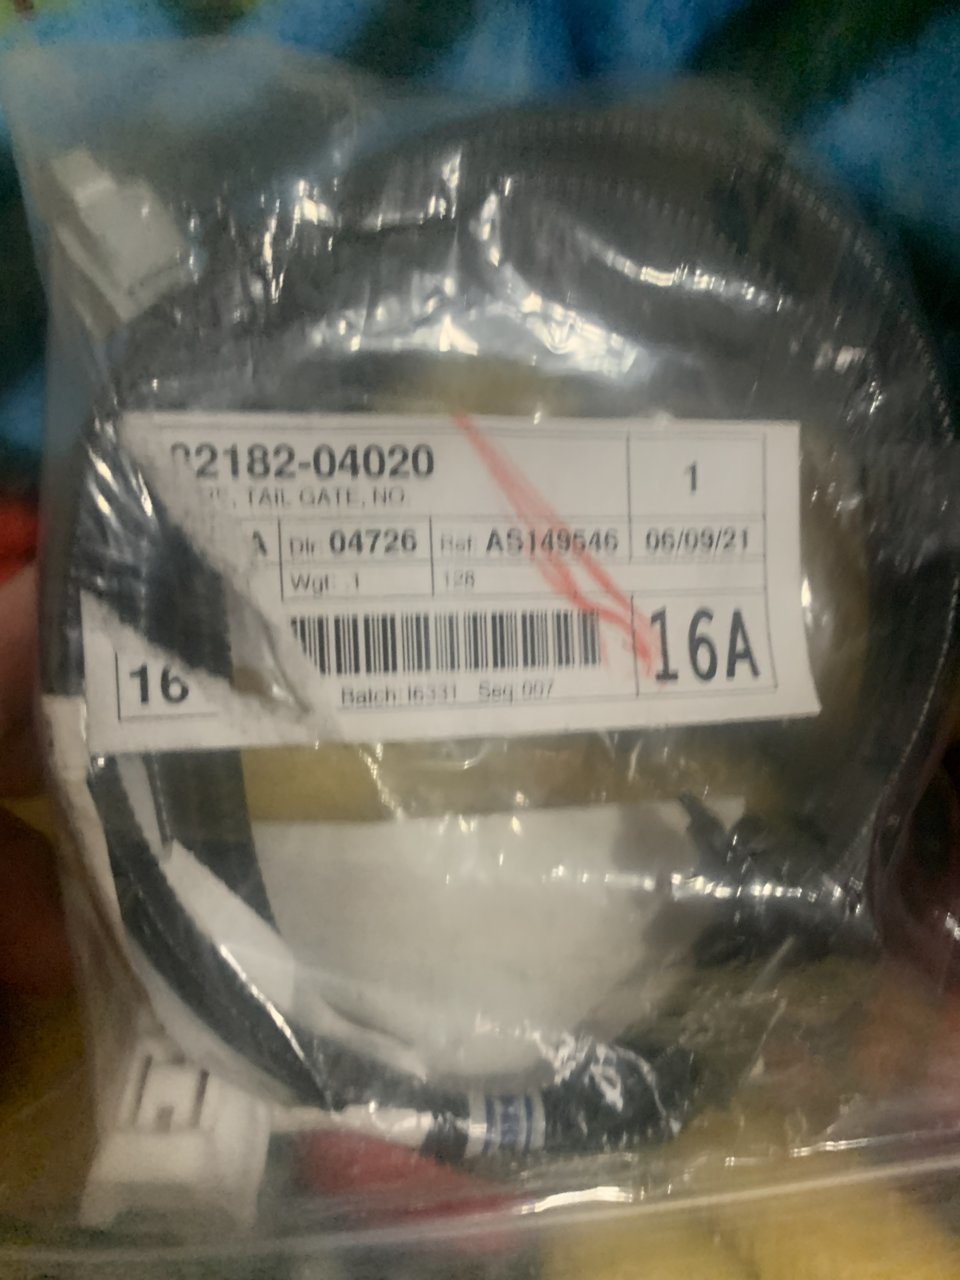 2182-04020
1
TAIL GATE, NO.
A
Dlr 04726
Ref: AS149546
06/09/21
Wgt: .1
128
16
16A
Batch: I6331 Seq: 007